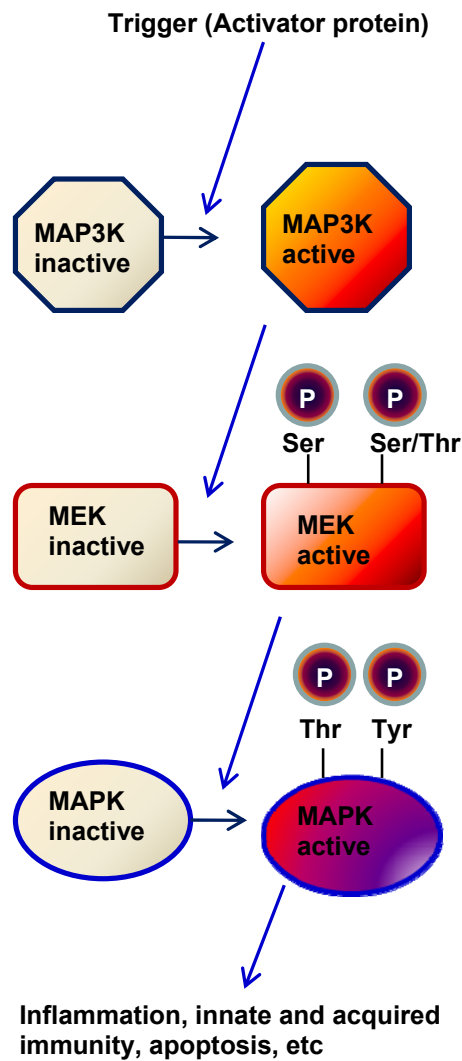 Trigger (Activator protein)
MAP3K
inactive
MAP3K
active
P
P
Ser
Ser/Thr
MEK
inactive
MEK
active
P
P
Thr
Tyr
MAPK
inactive
MAPK
active
Inflammation, innate and acquired
immunity, apoptosis, etc